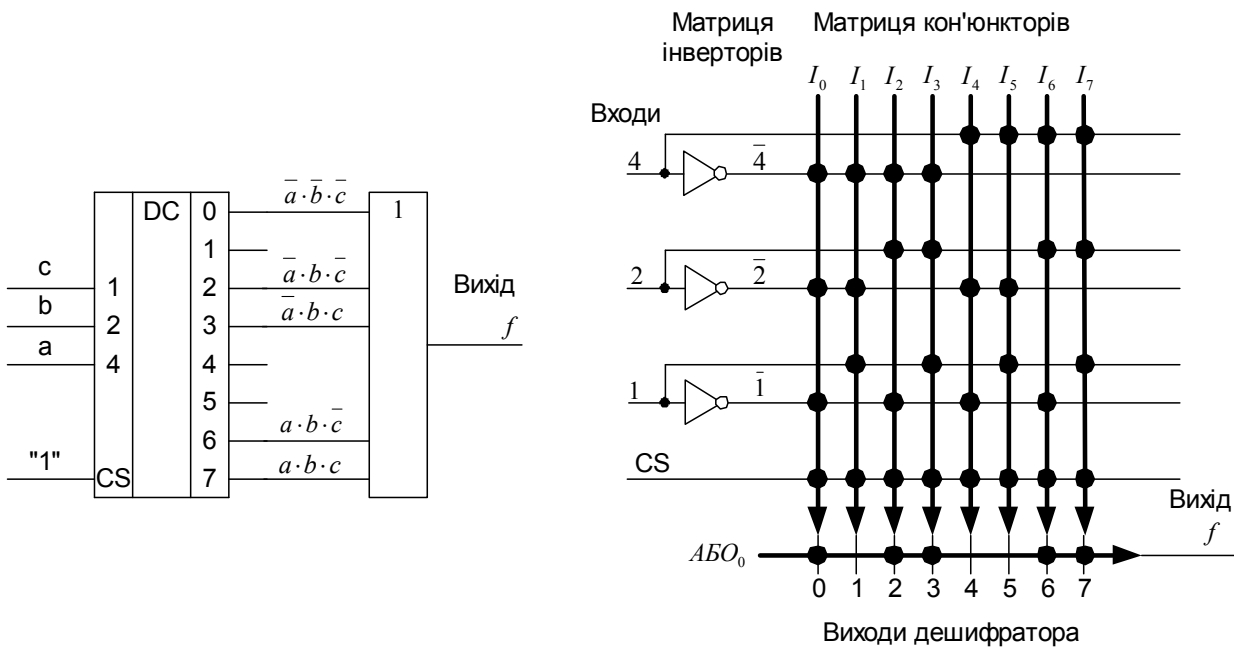 c
b
a
"1"
1
2
4
CS
DC
0
1
2
3
4
5
6
7
a̅·b̅·c̅
a̅·b·c̅
a̅·b·c
a·b·c̅
a·b·c
1
Вихід
f
Матриця
інверторів
Матриця кон'юнкторів
I₀ I₁ I₂ I₃ I₄ I₅ I₆ I₇
Входи
4 4̅
2 2̅
1 1̅
CS
Вихід
f
АБО₀
0 1 2 3 4 5 6 7
Виходи дешифратора